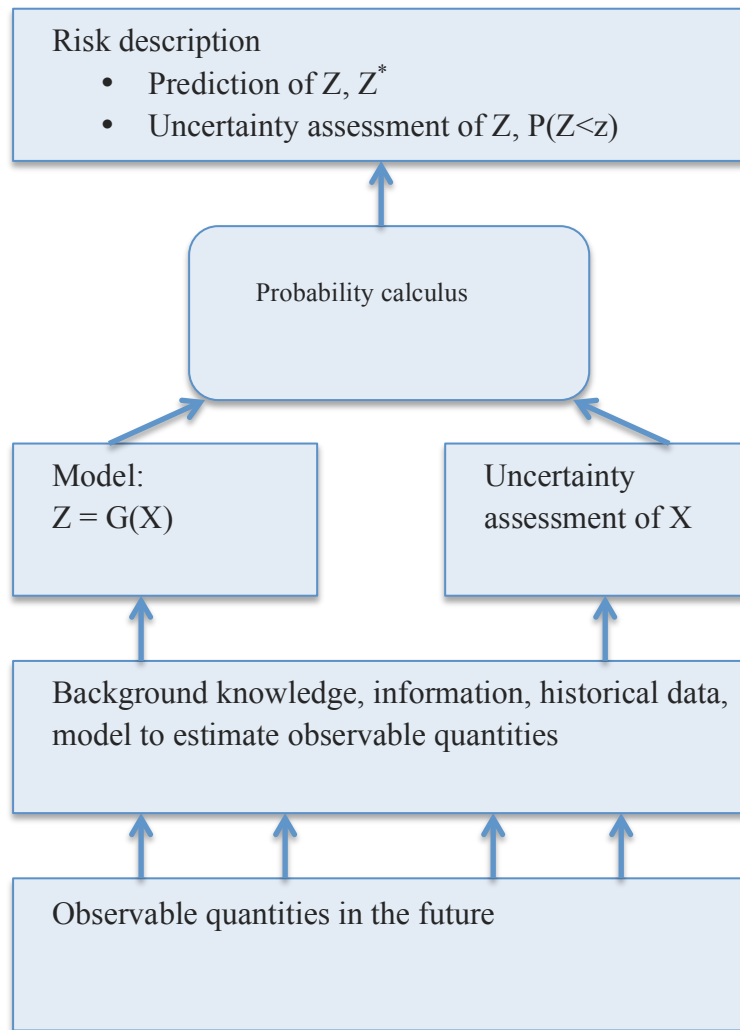 Risk description
• Prediction of Z, Z*
• Uncertainty assessment of Z, P(Z<z)
Probability calculus
Model:
Z = G(X)
Uncertainty
assessment of X
Background knowledge, information, historical data,
model to estimate observable quantities
Observable quantities in the future